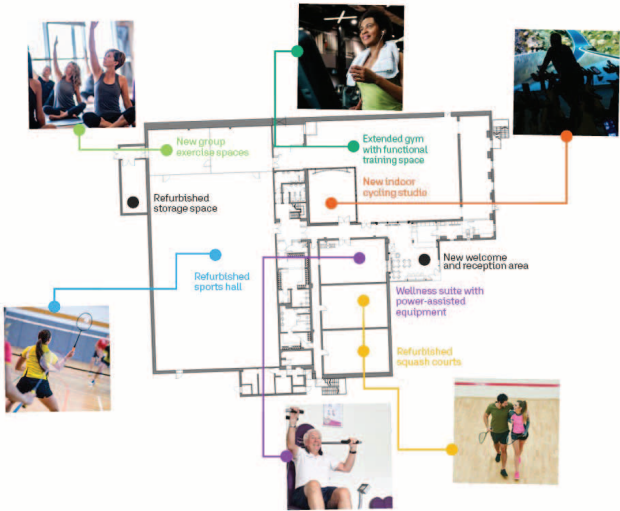 New group
exercise spaces
Extended gym
with functional
training space
New indoor
cycling studio
Refurbished
storage space
New welcome
and reception area
Refurbished
sports hall
Wellness suite with
power-assisted
equipment
Refurbished
squash courts